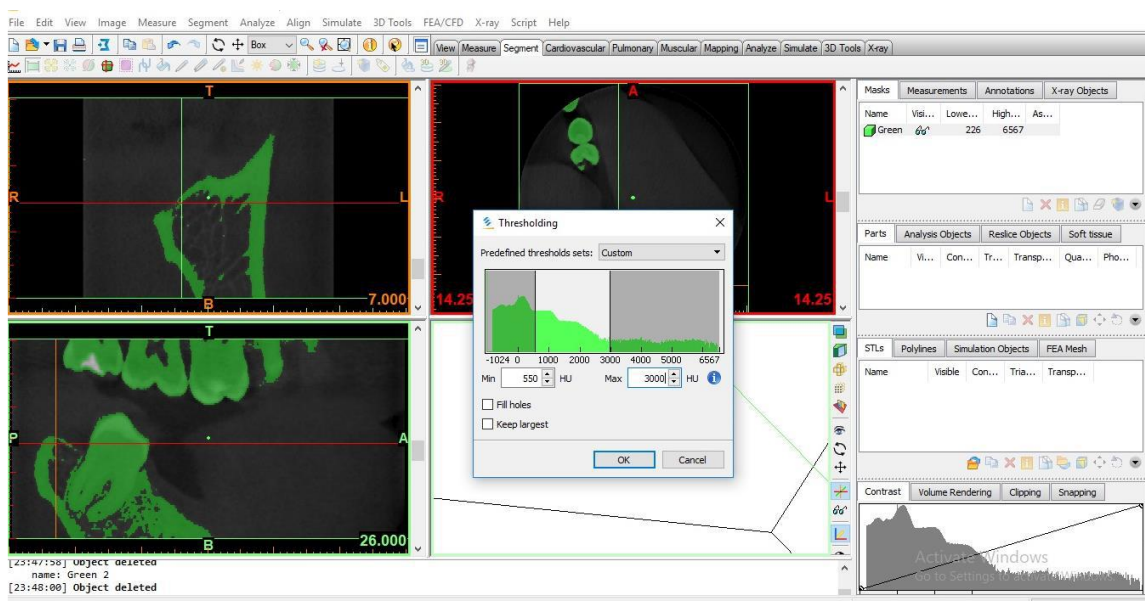 File Edit View Image Measure Segment Analyze Align Simulate 3D Tools FEA/CFD X-ray Script Help
Box View Measure Segment Cardiovascular Pulmonary Muscular Mapping Analyze Simulate 3D Tools X-ray
T
R
L
B
7.000
A
R
L
14.25
14.25
T
P
A
B
26.000
Thresholding
Predefined thresholds sets: Custom
-1024 0 1000 2000 3000 4000 5000 6567
Min 550 HU Max 3000 HU
Fill holes
Keep largest
OK Cancel
Masks Measurements Annotations X-ray Objects
Name Visi... Lowe... High... As...
Green 226 6567
Parts Analysis Objects Reslice Objects Soft tissue
Name Vi... Con... Tr... Transp... Qua... Pho...
STLs Polylines Simulation Objects FEA Mesh
Name Visible Con... Tria... Transp...
Contrast Volume Rendering Clipping Snapping
Activate Windows
Go to Settings to activate Windows.
[23:47:58] Object deleted
name: Green 2
[23:48:00] Object deleted